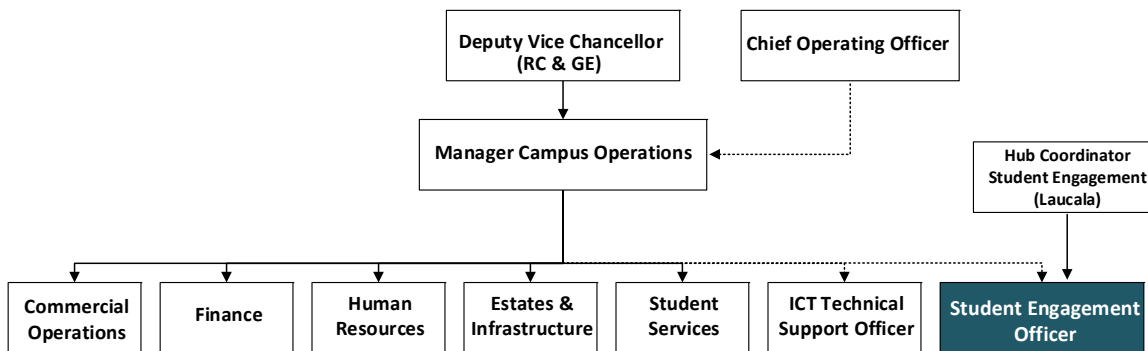 Deputy Vice Chancellor
(RC & GE)
Chief Operating Officer
Manager Campus Operations
Hub Coordinator
Student Engagement
(Laucala)
Commercial
Operations
Finance
Human
Resources
Estates &
Infrastructure
Student
Services
ICT Technical
Support Officer
Student Engagement
Officer